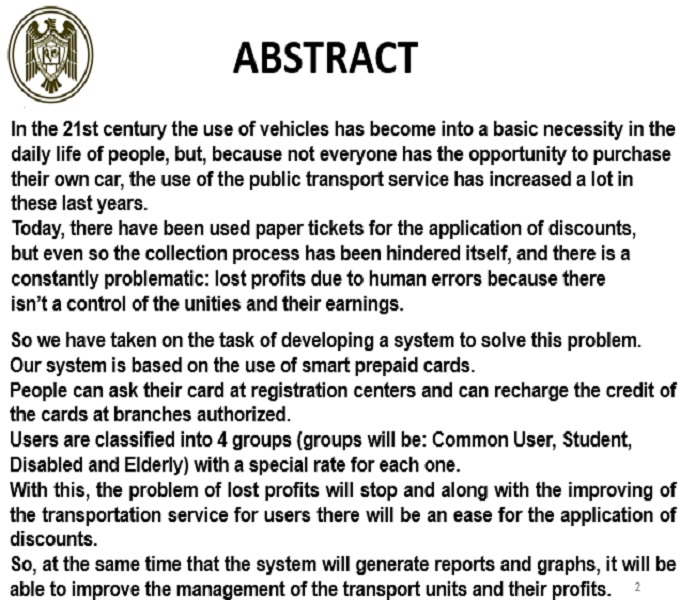 ABSTRACT
In the 21st century the use of vehicles has become into a basic necessity in the
daily life of people, but, because not everyone has the opportunity to purchase
their own car, the use of the public transport service has increased a lot in
these last years.
Today, there have been used paper tickets for the application of discounts,
but even so the collection process has been hindered itself, and there is a
constantly problematic: lost profits due to human errors because there
isn't a control of the unities and their earnings.
So we have taken on the task of developing a system to solve this problem.
Our system is based on the use of smart prepaid cards.
People can ask their card at registration centers and can recharge the credit of
the cards at branches authorized.
Users are classified into 4 groups (groups will be: Common User, Student,
Disabled and Elderly) with a special rate for each one.
With this, the problem of lost profits will stop and along with the improving of
the transportation service for users there will be an ease for the application of
discounts.
So, at the same time that the system will generate reports and graphs, it will be
able to improve the management of the transport units and their profits.
2